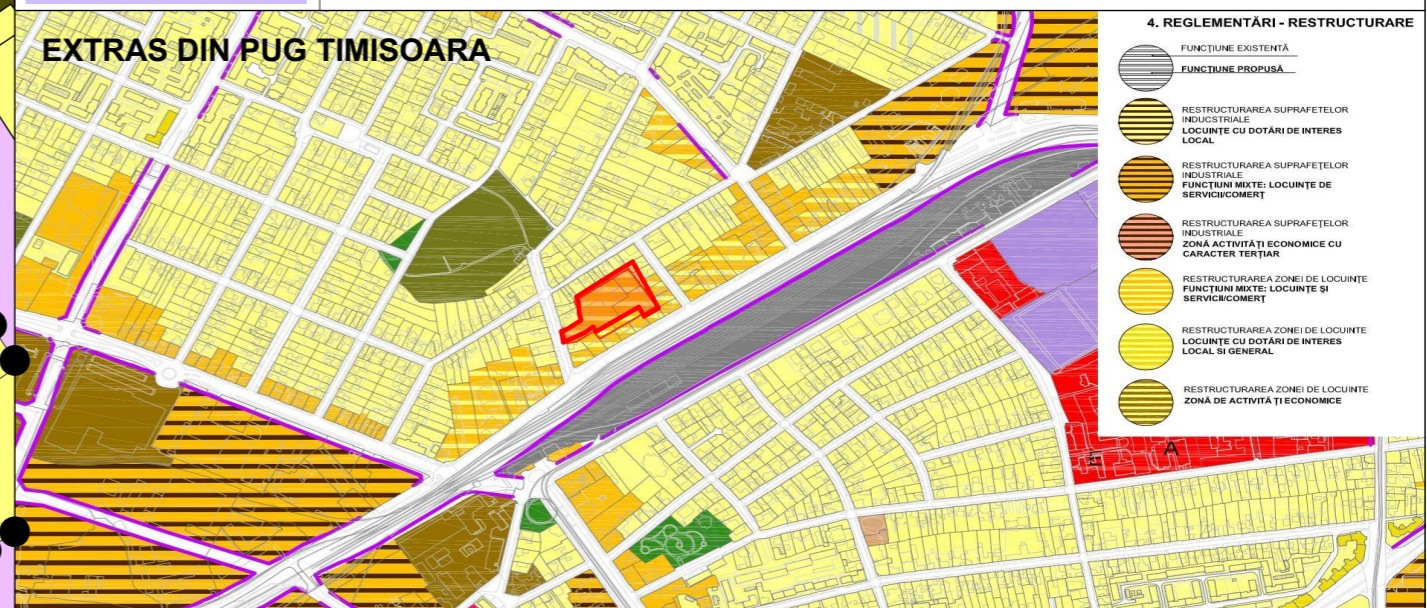 EXTRAS DIN PUG TIMISOARA
4. REGLEMENTĂRI - RESTRUCTURARE
FUNCȚIUNE EXISTENTĂ
FUNCȚIUNE PROPUSĂ
RESTRUCTURAREA SUPRAFETELOR
INDUCSTRIALE
LOCUINȚE CU DOTĂRI DE INTERES
LOCAL
RESTRUCTURAREA SUPRAFEȚELOR
INDUSTRIALE
FUNCȚIUNI MIXTE: LOCUINȚE DE
SERVICII/COMERȚ
RESTRUCTURAREA SUPRAFEȚELOR
INDUSTRIALE
ZONĂ ACTIVITĂȚI ECONOMICE CU
CARACTER TERȚIAR
RESTRUCTURAREA ZONEI DE LOCUINȚE
FUNCȚIUNI MIXTE: LOCUINȚE ȘI
SERVICII/COMERȚ
RESTRUCTURAREA ZONEI DE LOCUINTE
LOCUINȚE CU DOTĂRI DE INTERES
LOCAL SI GENERAL
RESTRUCTURAREA ZONEI DE LOCUINTE
ZONĂ DE ACTIVITĂ ȚI ECONOMICE
A